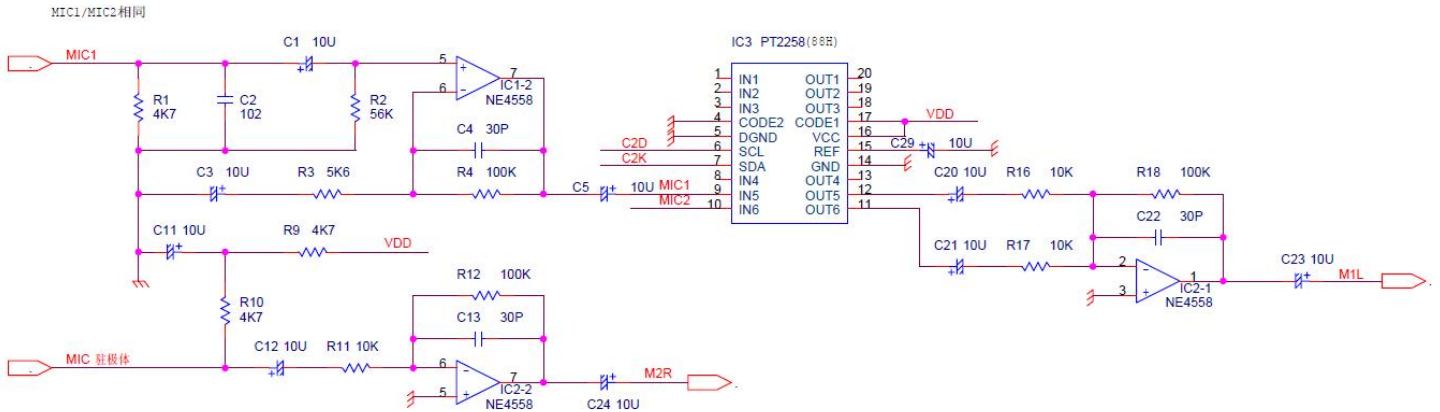 MIC1/MIC2相同
MIC1
C1 10U
R1
4K7
C2
102
R2
56K
5
6
7
IC1-2
NE4558
C4 30P
C3 10U
R3 5K6
R4 100K
C5
10U
MIC1
MIC2
C2D
C2K
IC3 PT2258(88H)
1 IN1 OUT1 20
2 IN2 OUT2 19
3 IN3 OUT3 18
4 CODE2 CODE1 17
5 DGND VCC 16
6 SCL REF 15
7 SDA GND 14
8 IN4 OUT4 13
9 IN5 OUT5 12
10 IN6 OUT6 11
VDD
C29 10U
C20 10U
R16 10K
R18 100K
C22 30P
C21 10U
R17 10K
2
3
1
IC2-1
NE4558
C23 10U
M1L
C11 10U
R9 4K7
VDD
R10
4K7
R12 100K
C13 30P
MIC 驻极体
C12 10U
R11 10K
6
5
7
IC2-2
NE4558
C24 10U
M2R